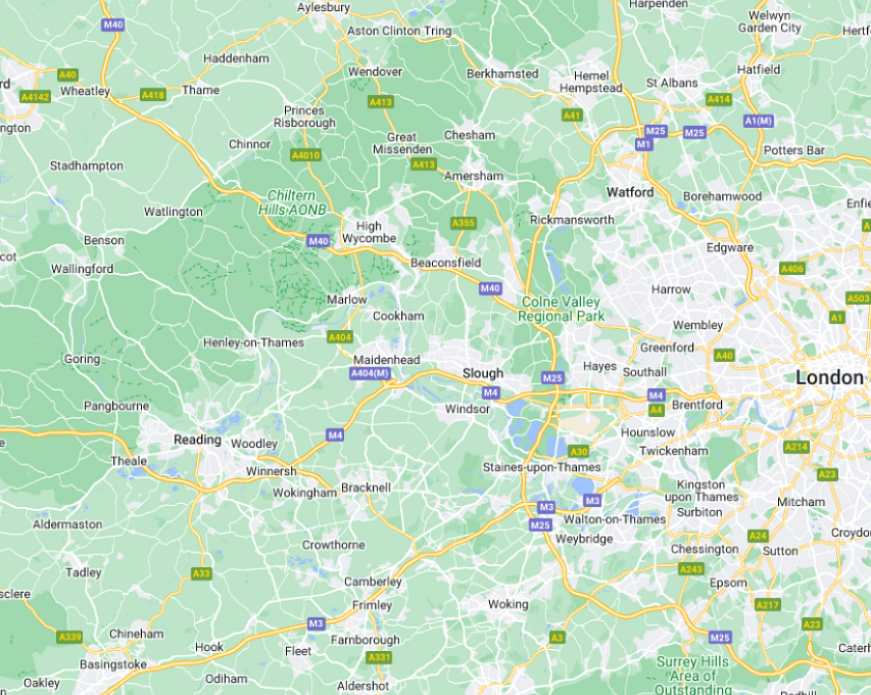 Harpenden
Aylesbury
Welwyn
Garden City
M40
Aston Clinton Tring
Hertf
Haddenham
Wendover
Berkhamsted
Hemel
Hempstead
St Albans
Hatfield
rd
A40
A4142
Wheatley
A418
Thame
A413
A414
A41
Princes
Risborough
A1(M)
ngton
M25
M25
M1
Chesham
Great
Missenden
Chinnor
A4010
Potters Bar
Stadhampton
A413
Amersham
Watford
Borehamwood
Chiltern
Hills AONB
Enfie
Watlington
A355
Rickmansworth
High
Wycombe
A
Benson
M40
Edgware
cot
Wallingford
Beaconsfield
A406
M40
Harrow
Marlow
Colne Valley
Regional Park
A503
Cookham
A1
Wembley
A404
Henley-on-Thames
Greenford
A40
Goring
Maidenhead
Hayes
A404(M)
Slough
Southall
M25
London
M4
M4
Pangbourne
Windsor
A4
Brentford
Reading
Woodley
M4
Hounslow
A214
Twickenham
A30
Theale
Winnersh
Staines-upon-Thames
A23
Wokingham
Bracknell
Kingston
upon Thames
M3
M3
Mitcham
Surbiton
Aldermaston
M25
Walton-on-Thames
Croydo
A24
Weybridge
Crowthorne
Chessington
Sutton
Tadley
A33
A243
Camberley
Epsom
sclere
Frimley
Woking
A217
M3
A23
A339
Chineham
A3
M25
Farnborough
Hook
Fleet
Caterh
A331
Basingstoke
Surrey Hills
Area of
Outstanding
Odiham
Oakley
Aldershot